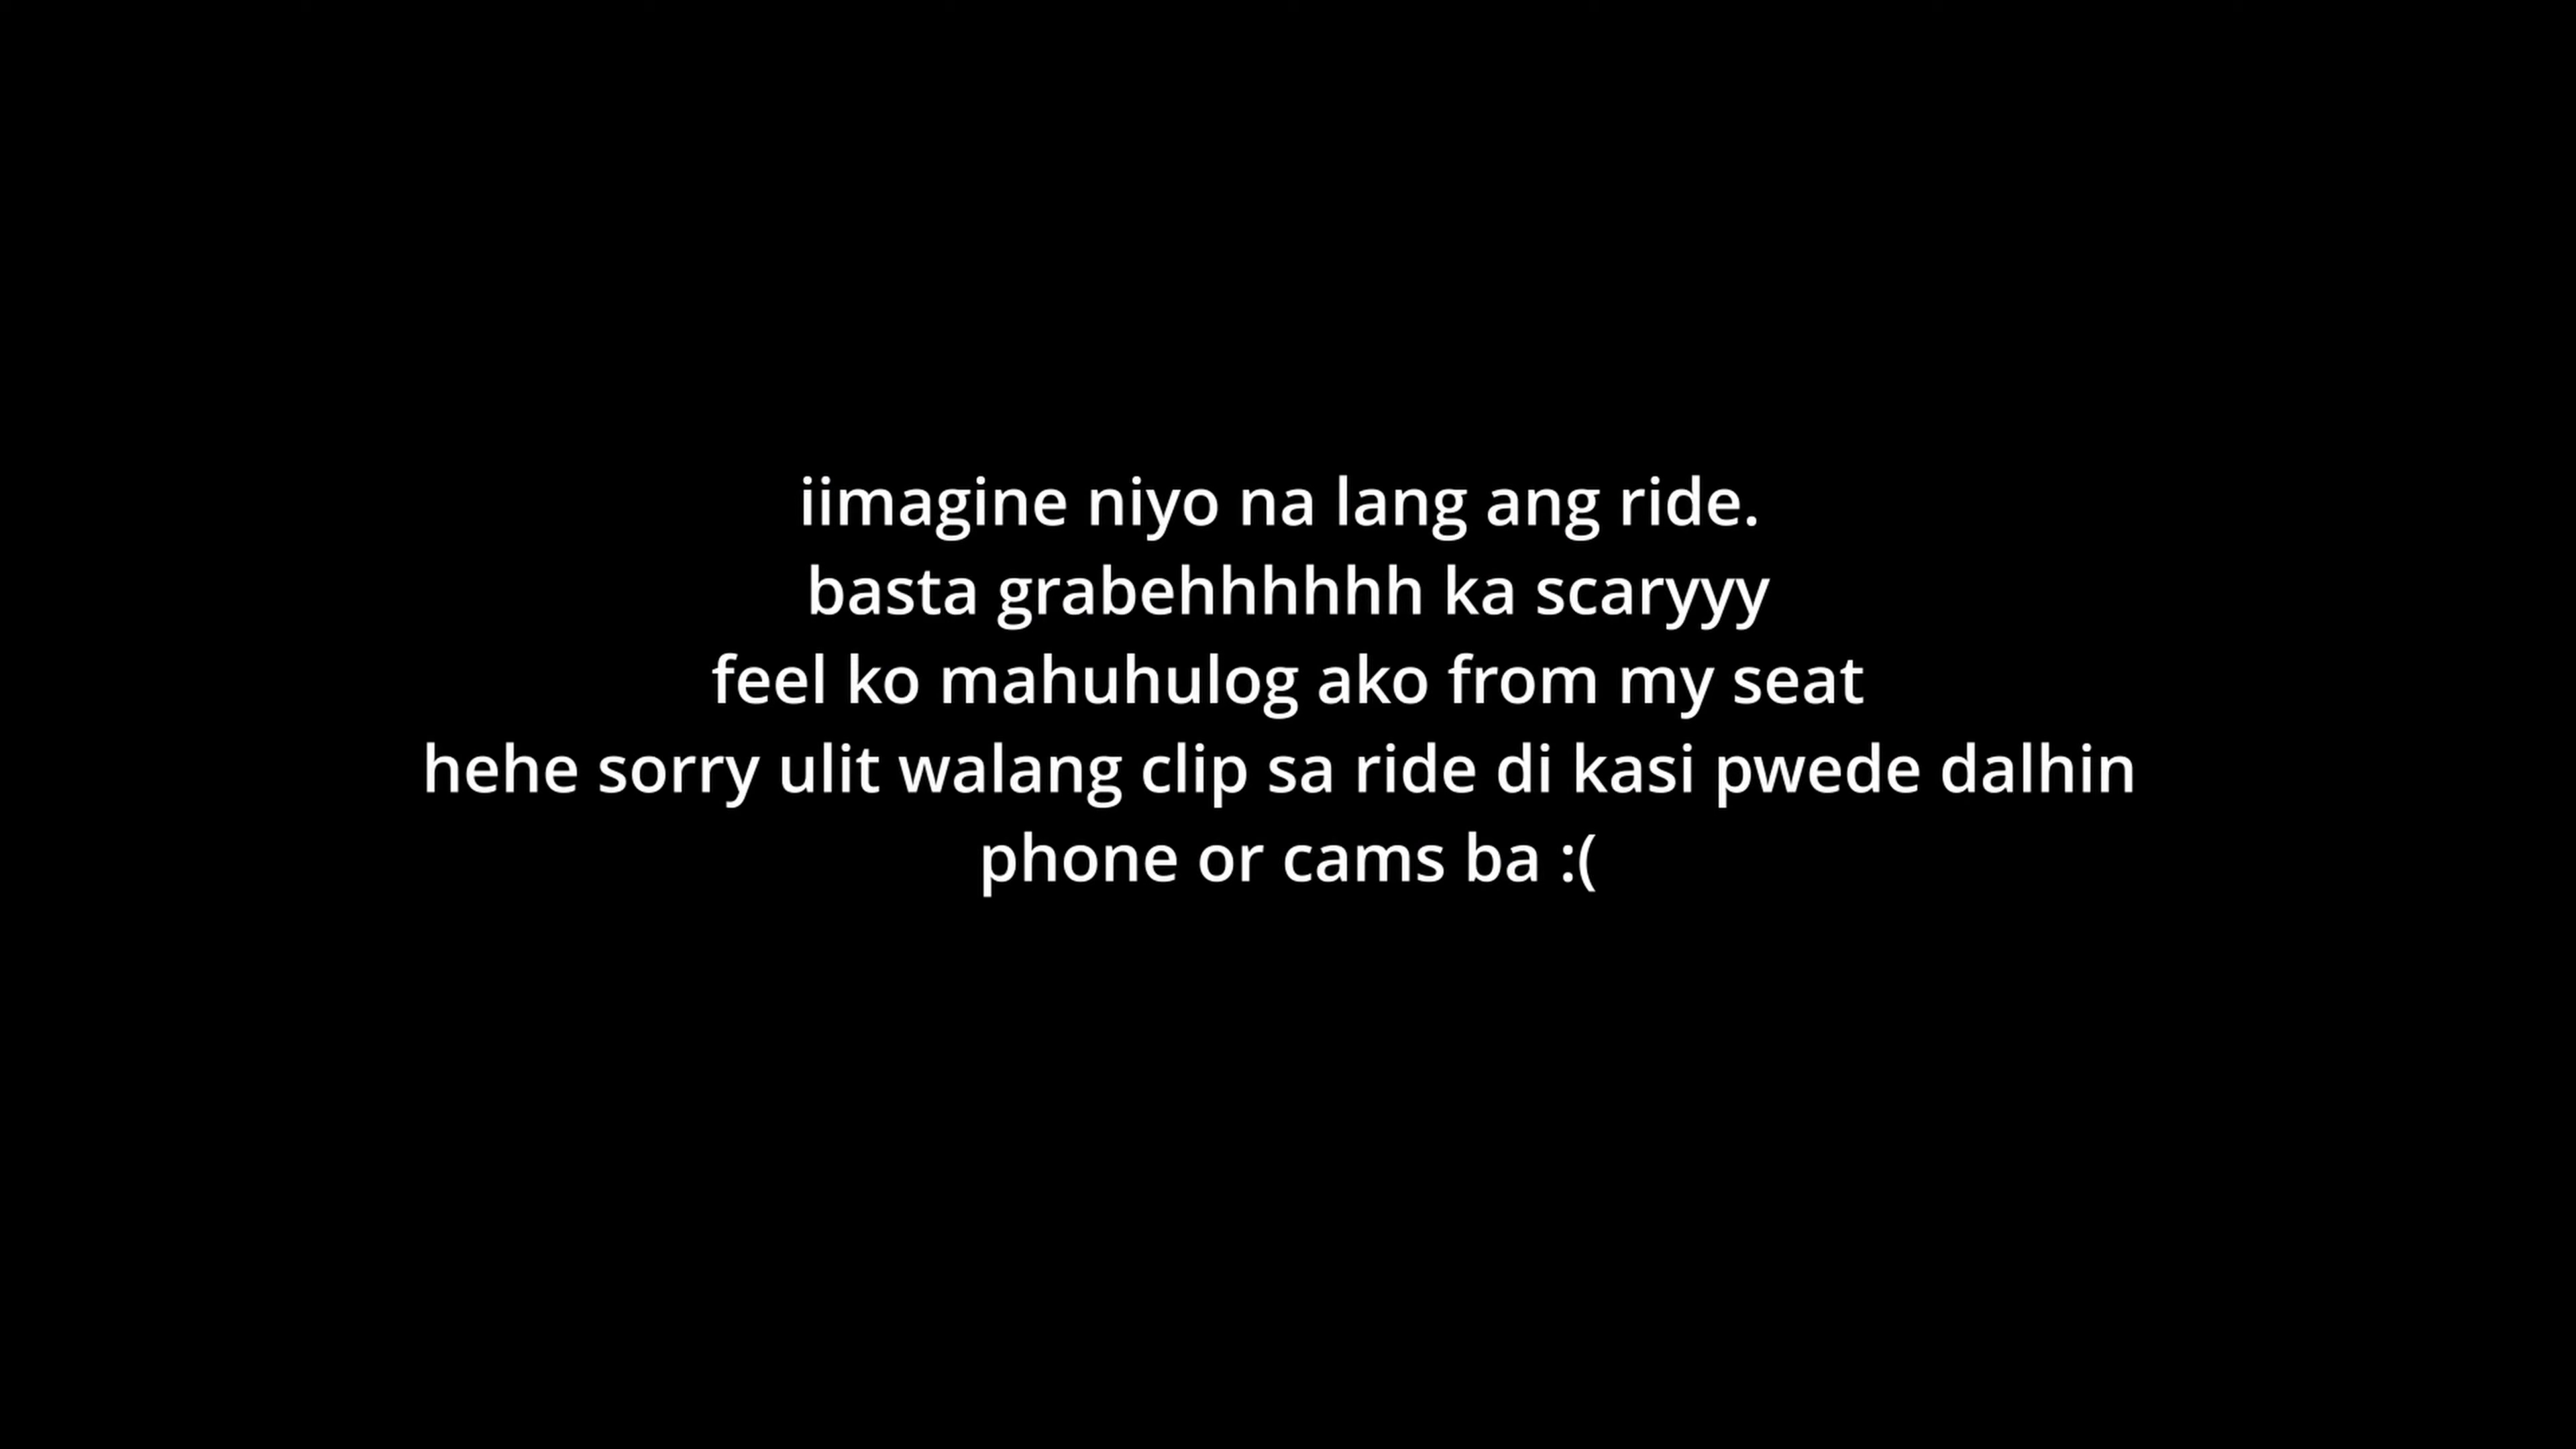 iimagine niyo na lang ang ride.
basta grabehhhhhh ka scaryyy
feel ko mahuhulog ako from my seat
hehe sorry ulit walang clip sa ride di kasi pwede dalhin
phone or cams ba :(